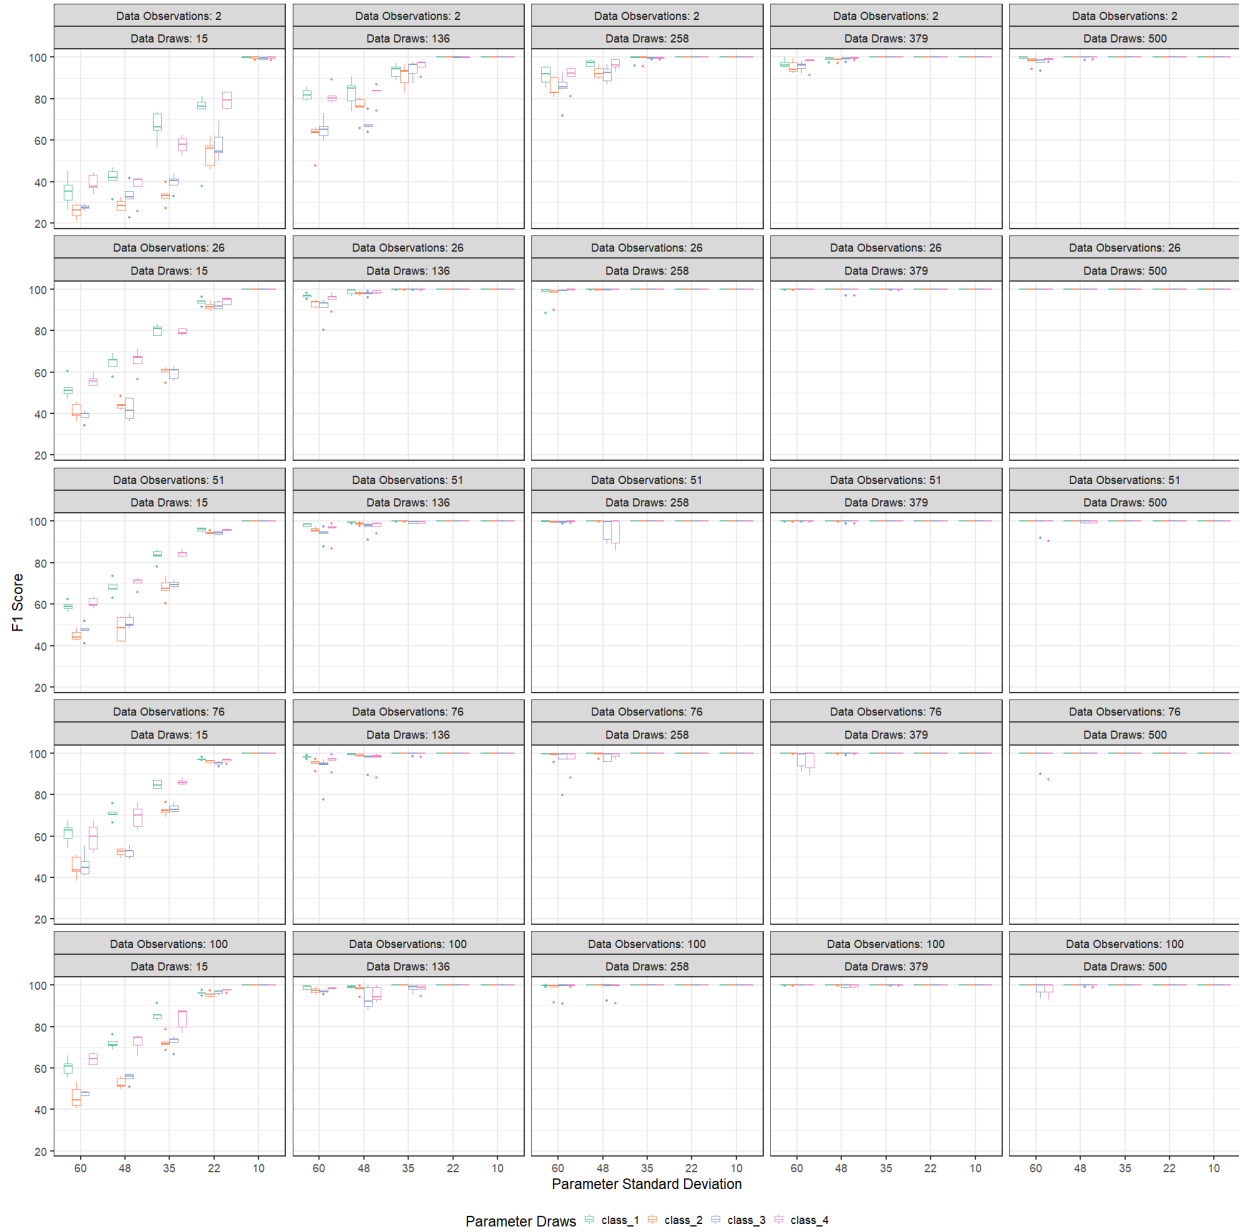 Data Observations: 2 Data Observations: 2 Data Observations: 2 Data Observations: 2 Data Observations: 2
Data Draws: 15 Data Draws: 136 Data Draws: 258 Data Draws: 379 Data Draws: 500
100
80
60
40
20
Data Observations: 26 Data Observations: 26 Data Observations: 26 Data Observations: 26 Data Observations: 26
Data Draws: 15 Data Draws: 136 Data Draws: 258 Data Draws: 379 Data Draws: 500
100
80
60
40
20
Data Observations: 51 Data Observations: 51 Data Observations: 51 Data Observations: 51 Data Observations: 51
Data Draws: 15 Data Draws: 136 Data Draws: 258 Data Draws: 379 Data Draws: 500
100
80
60
40
20
F1 Score
Data Observations: 76 Data Observations: 76 Data Observations: 76 Data Observations: 76 Data Observations: 76
Data Draws: 15 Data Draws: 136 Data Draws: 258 Data Draws: 379 Data Draws: 500
100
80
60
40
20
Data Observations: 100 Data Observations: 100 Data Observations: 100 Data Observations: 100 Data Observations: 100
Data Draws: 15 Data Draws: 136 Data Draws: 258 Data Draws: 379 Data Draws: 500
100
80
60
40
20
60 48 35 22 10 60 48 35 22 10 60 48 35 22 10 60 48 35 22 10 60 48 35 22 10
Parameter Standard Deviation
Parameter Draws class_1 class_2 class_3 class_4